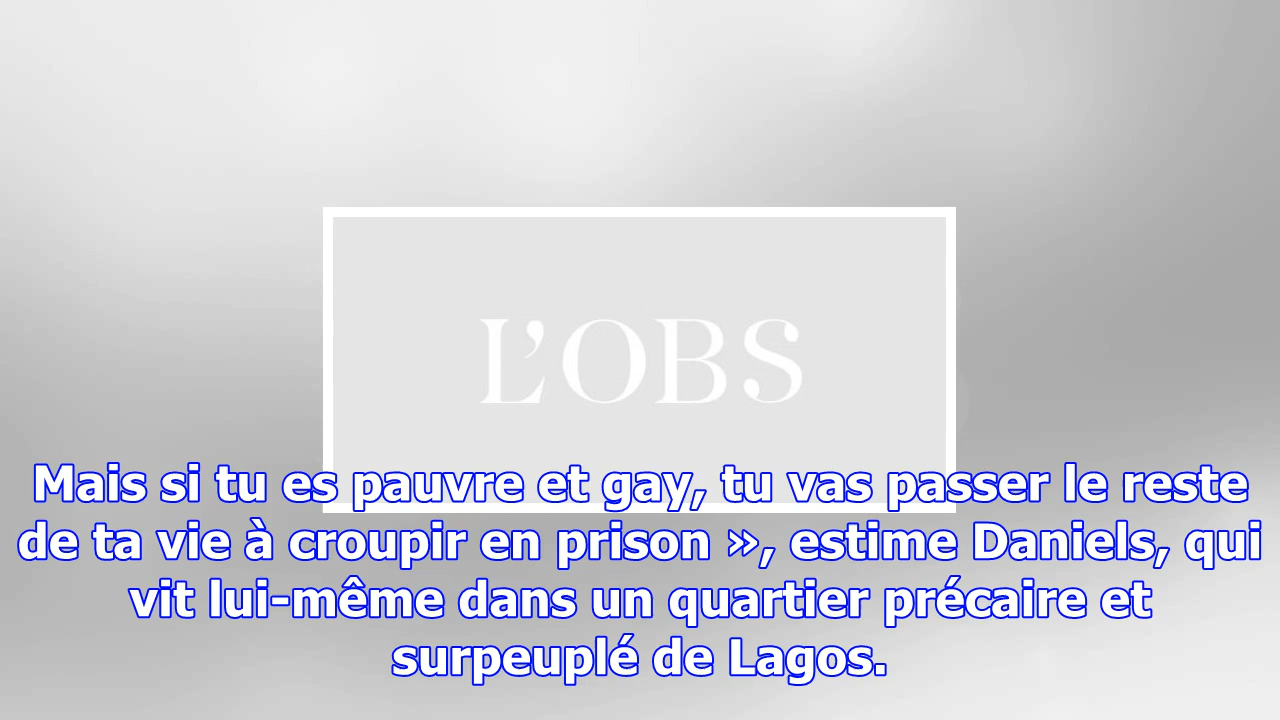 L'OBS
Mais si tu es pauvre et gay, tu vas passer le reste
de ta vie à croupir en prison », estime Daniels, qui
vit lui-même dans un quartier précaire et
surpeuplé de Lagos.